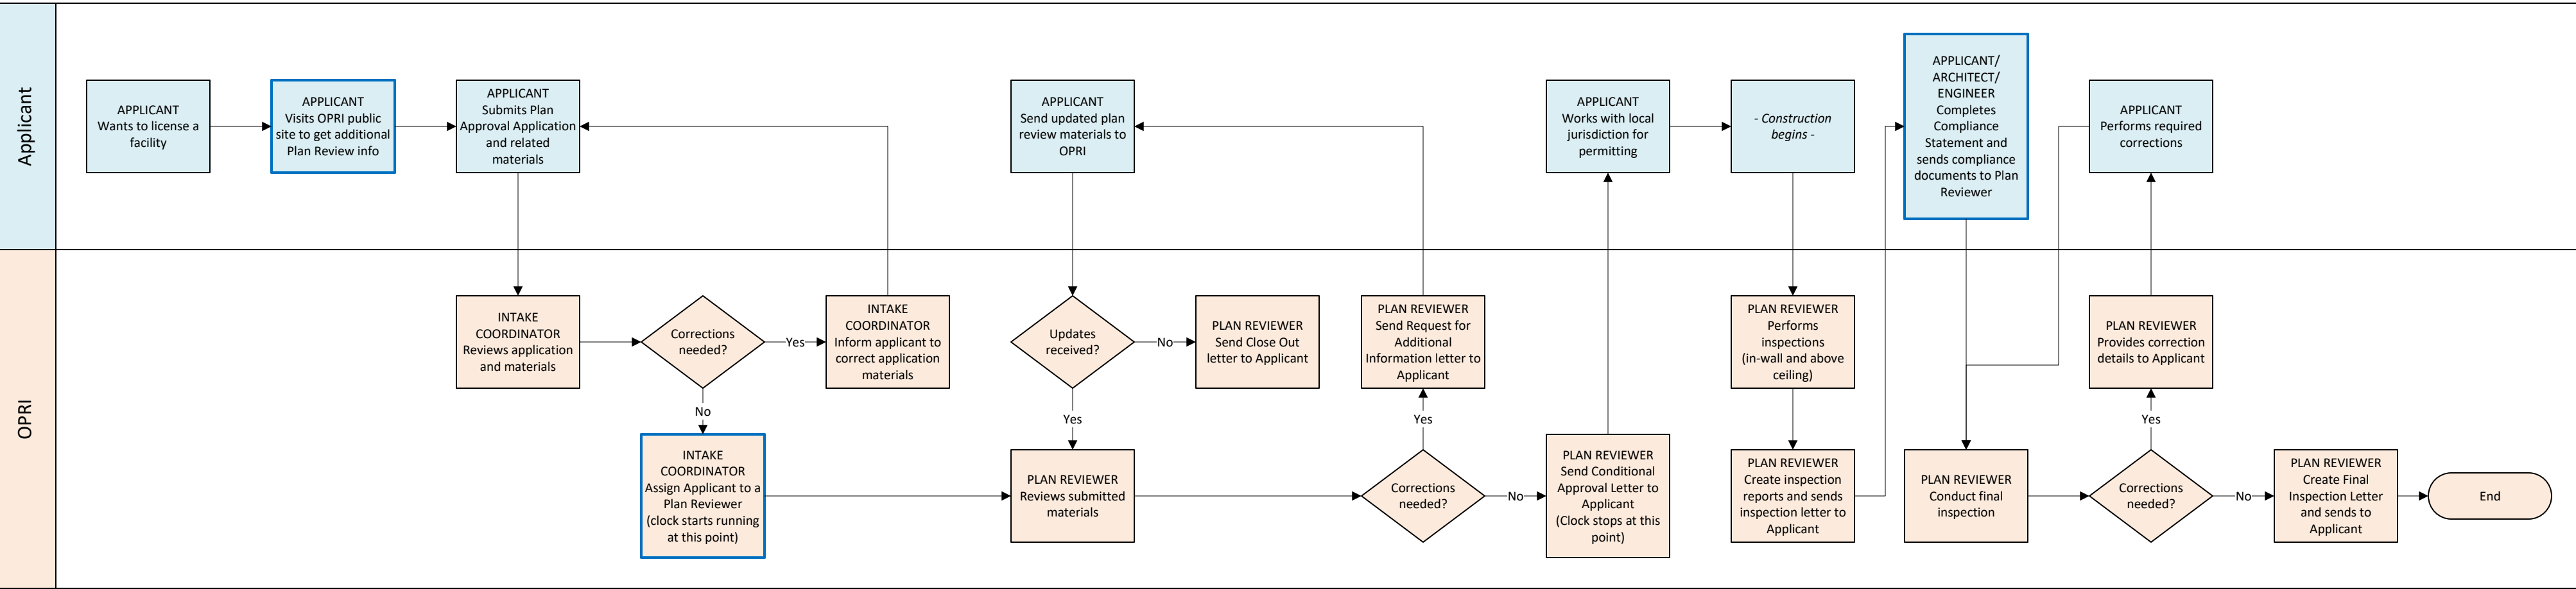 Applicant
APPLICANT
Wants to license a
facility
APPLICANT
Visits OPRI public
site to get additional
Plan Review info
APPLICANT
Submits Plan
Approval Application
and related
materials
APPLICANT
Send updated plan
review materials to
OPRI
APPLICANT
Works with local
jurisdiction for
permitting
- Construction
begins -
APPLICANT/
ARCHITECT/
ENGINEER
Completes
Compliance
Statement and
sends compliance
documents to Plan
Reviewer
APPLICANT
Performs required
corrections
OPRI
INTAKE
COORDINATOR
Reviews application
and materials
Corrections
needed?
Yes
INTAKE
COORDINATOR
Inform applicant to
correct application
materials
No
INTAKE
COORDINATOR
Assign Applicant to a
Plan Reviewer
(clock starts running
at this point)
Updates
received?
No
PLAN REVIEWER
Send Close Out
letter to Applicant
Yes
PLAN REVIEWER
Reviews submitted
materials
PLAN REVIEWER
Send Request for
Additional
Information letter to
Applicant
Yes
Corrections
needed?
No
PLAN REVIEWER
Send Conditional
Approval Letter to
Applicant
(Clock stops at this
point)
PLAN REVIEWER
Performs
inspections
(in-wall and above
ceiling)
PLAN REVIEWER
Create inspection
reports and sends
inspection letter to
Applicant
PLAN REVIEWER
Conduct final
inspection
PLAN REVIEWER
Provides correction
details to Applicant
Yes
Corrections
needed?
No
PLAN REVIEWER
Create Final
Inspection Letter
and sends to
Applicant
End